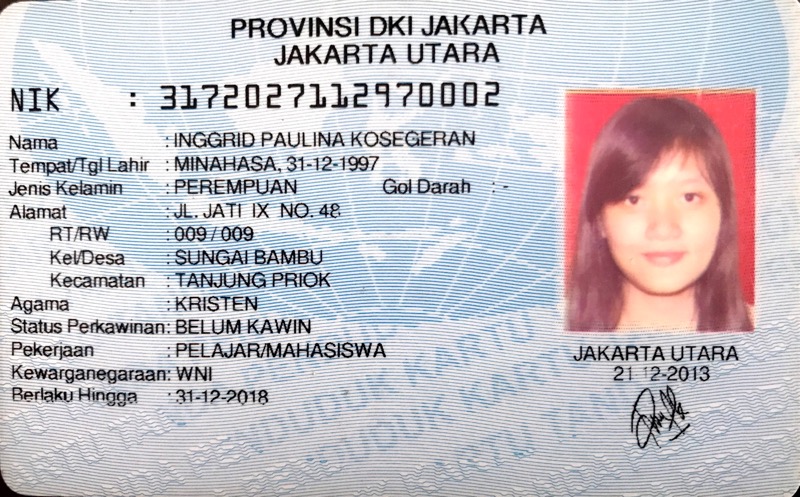 PROVINSI DKI JAKARTA
JAKARTA UTARA
NIK : 3172027112970002
Nama : INGGRID PAULINA KOSEGERAN
Tempat/Tgl Lahir : MINAHASA, 31-12-1997
Jenis Kelamin : PEREMPUAN Gol Darah : -
Alamat : JL. JATI IX NO. 48
RT/RW : 009 / 009
Kel/Desa : SUNGAI BAMBU
Kecamatan : TANJUNG PRIOK
Agama : KRISTEN
Status Perkawinan: BELUM KAWIN
Pekerjaan : PELAJAR/MAHASISWA
Kewarganegaraan: WNI
Berlaku Hingga : 31-12-2018
JAKARTA UTARA
21-12-2013